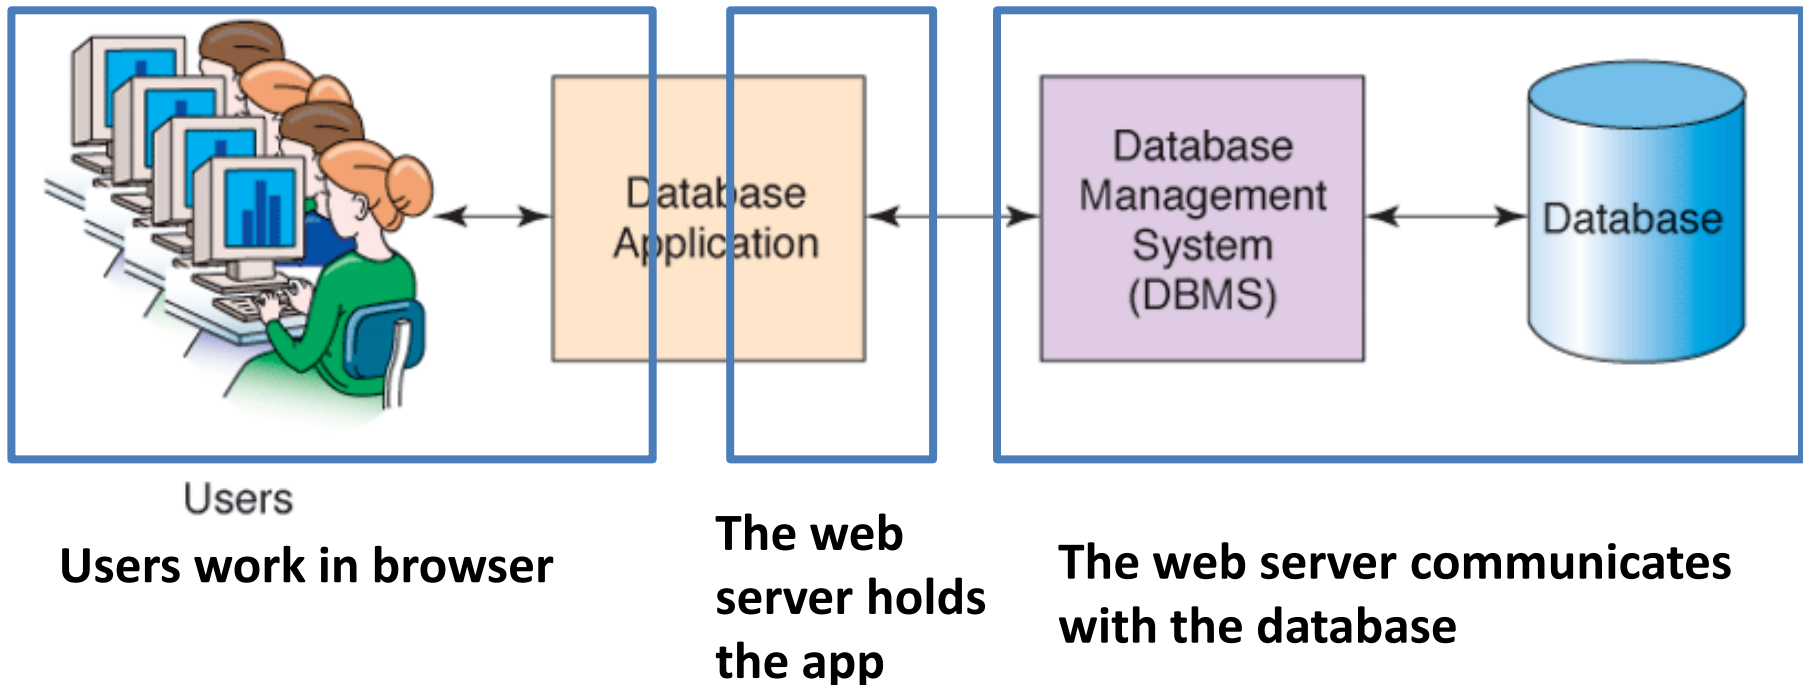 Database
Application
Database
Management
System
(DBMS)
Database
Users
Users work in browser
The web
server holds
the app
The web server communicates
with the database